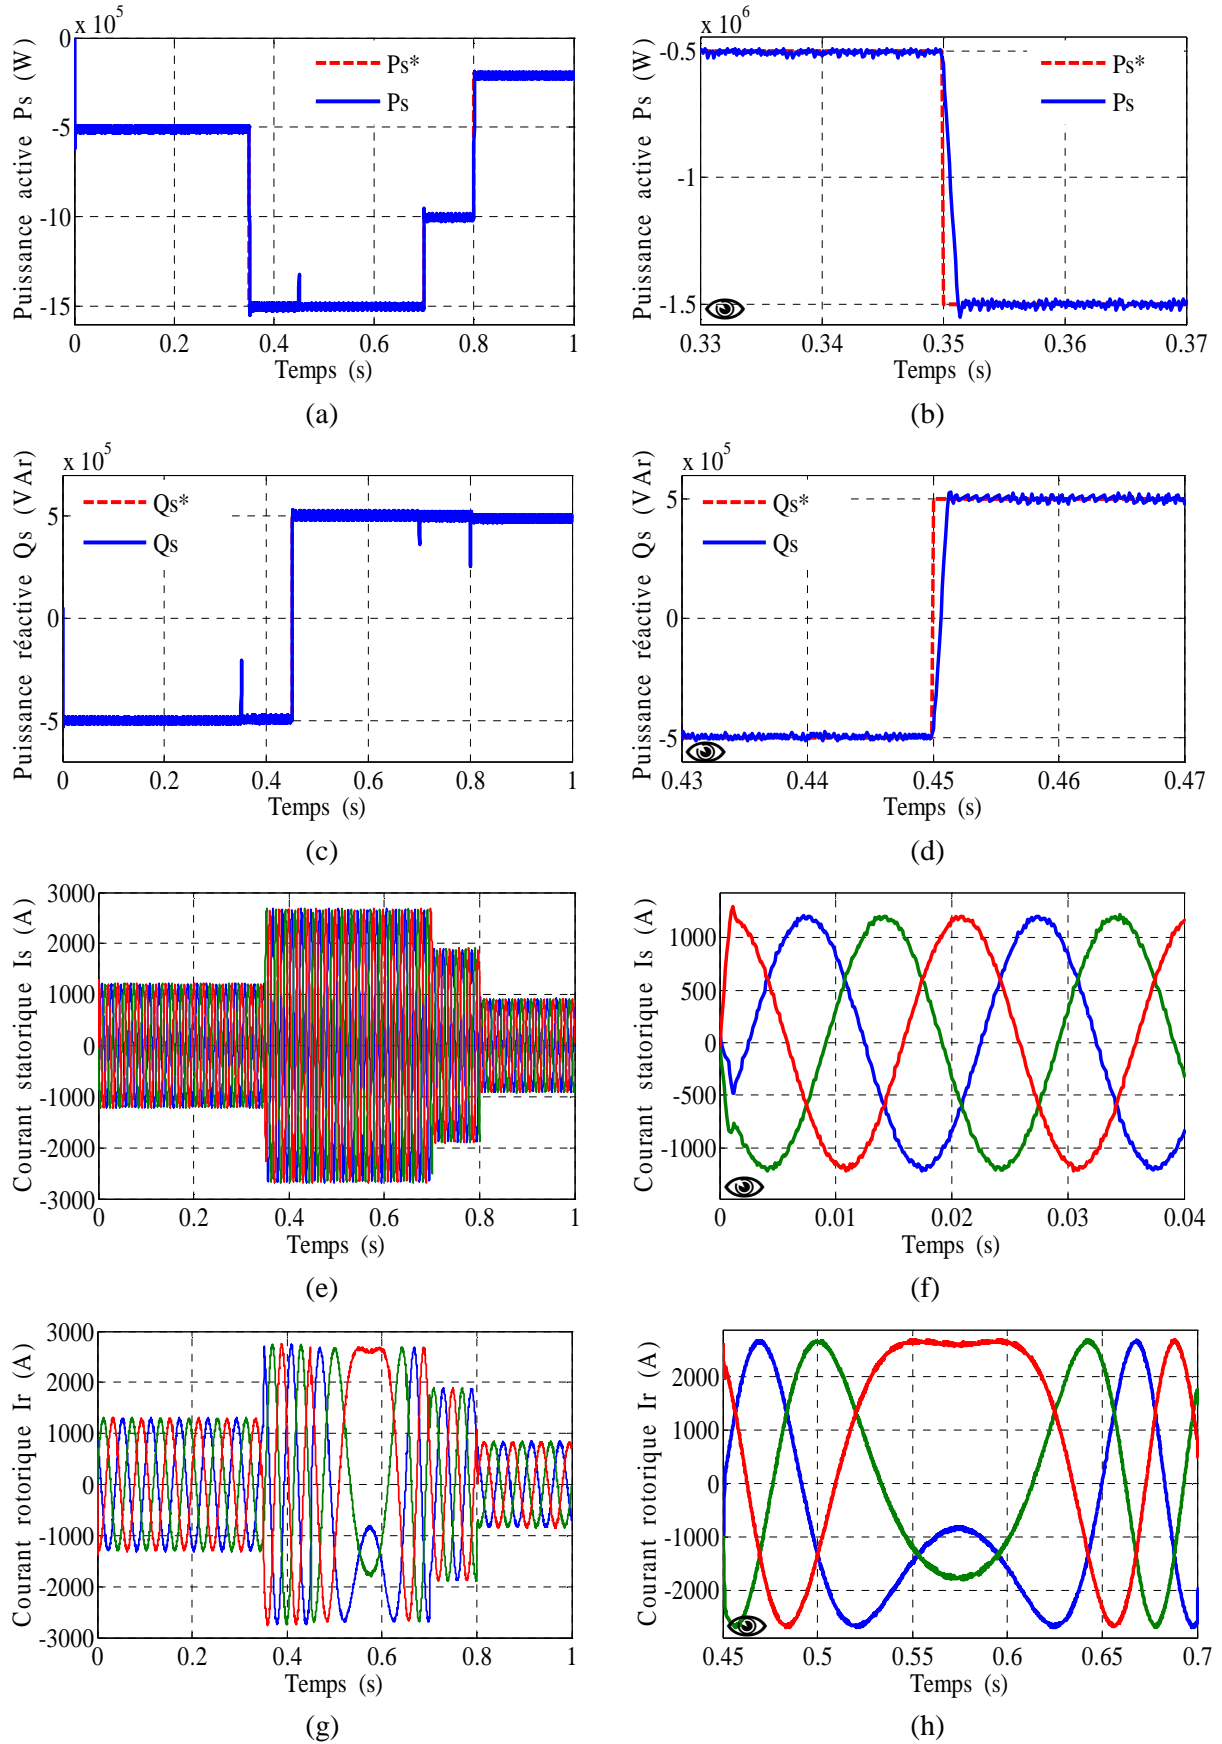 x 10^5
Puissance active Ps (W)
0
-5
-10
-15
Ps*
Ps
0 0.2 0.4 0.6 0.8 1
Temps (s)
(a)
x 10^6
Puissance active Ps (W)
-0.5
-1
-1.5
Ps*
Ps
0.33 0.34 0.35 0.36 0.37
Temps (s)
(b)
x 10^5
Puissance réactive Qs (VAr)
5
0
-5
Qs*
Qs
0 0.2 0.4 0.6 0.8 1
Temps (s)
(c)
x 10^5
Puissance réactive Qs (VAr)
5
0
-5
Qs*
Qs
0.43 0.44 0.45 0.46 0.47
Temps (s)
(d)
Courant statorique Is (A)
3000
2000
1000
0
-1000
-2000
-3000
0 0.2 0.4 0.6 0.8 1
Temps (s)
(e)
Courant statorique Is (A)
1000
500
0
-500
-1000
0 0.01 0.02 0.03 0.04
Temps (s)
(f)
Courant rotorique Ir (A)
3000
2000
1000
0
-1000
-2000
-3000
0 0.2 0.4 0.6 0.8 1
Temps (s)
(g)
Courant rotorique Ir (A)
2000
1000
0
-1000
-2000
0.45 0.5 0.55 0.6 0.65 0.7
Temps (s)
(h)